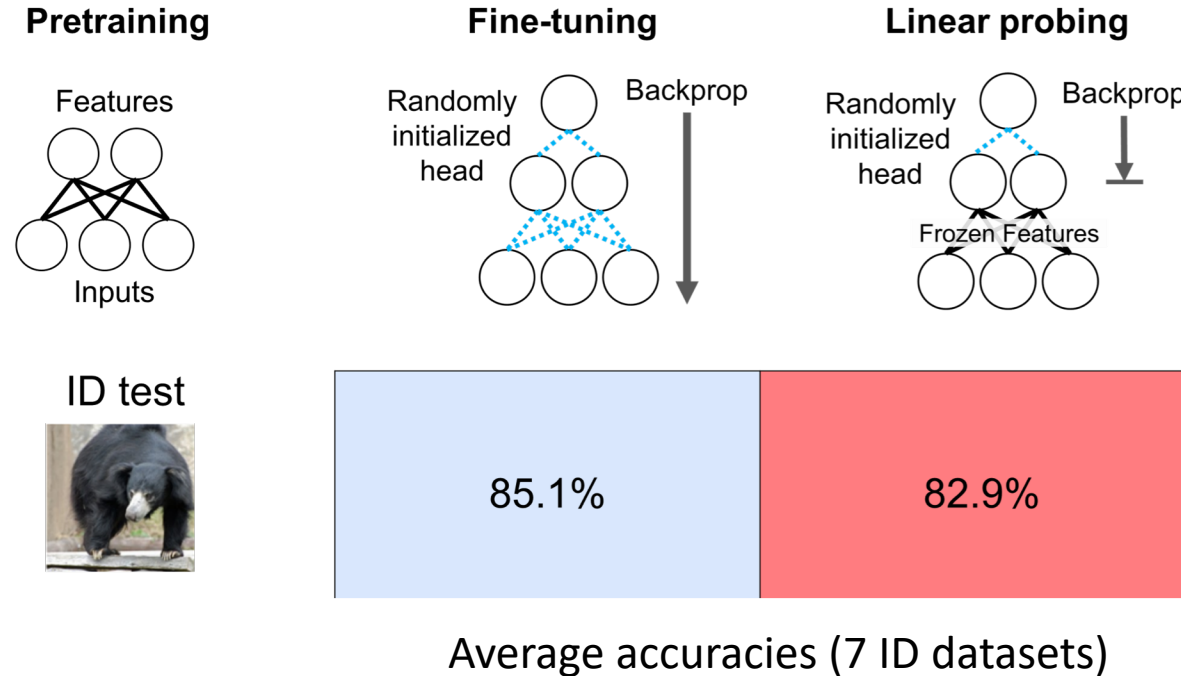 Pretraining
Fine-tuning
Linear probing
Features
Inputs
Randomly
initialized
head
Backprop
Randomly
initialized
head
Backprop
Frozen Features
ID test
85.1%
82.9%
Average accuracies (7 ID datasets)